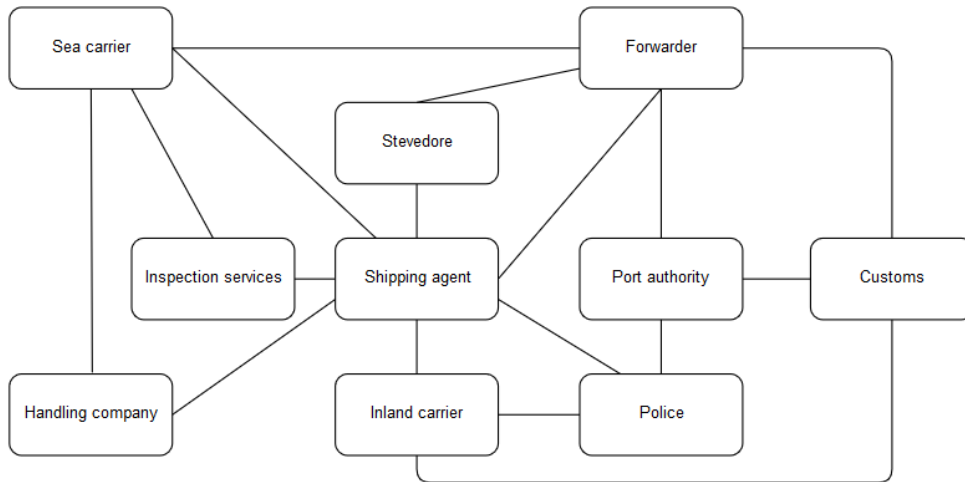 Sea carrier
Forwarder
Stevedore
Inspection services
Shipping agent
Port authority
Customs
Handling company
Inland carrier
Police